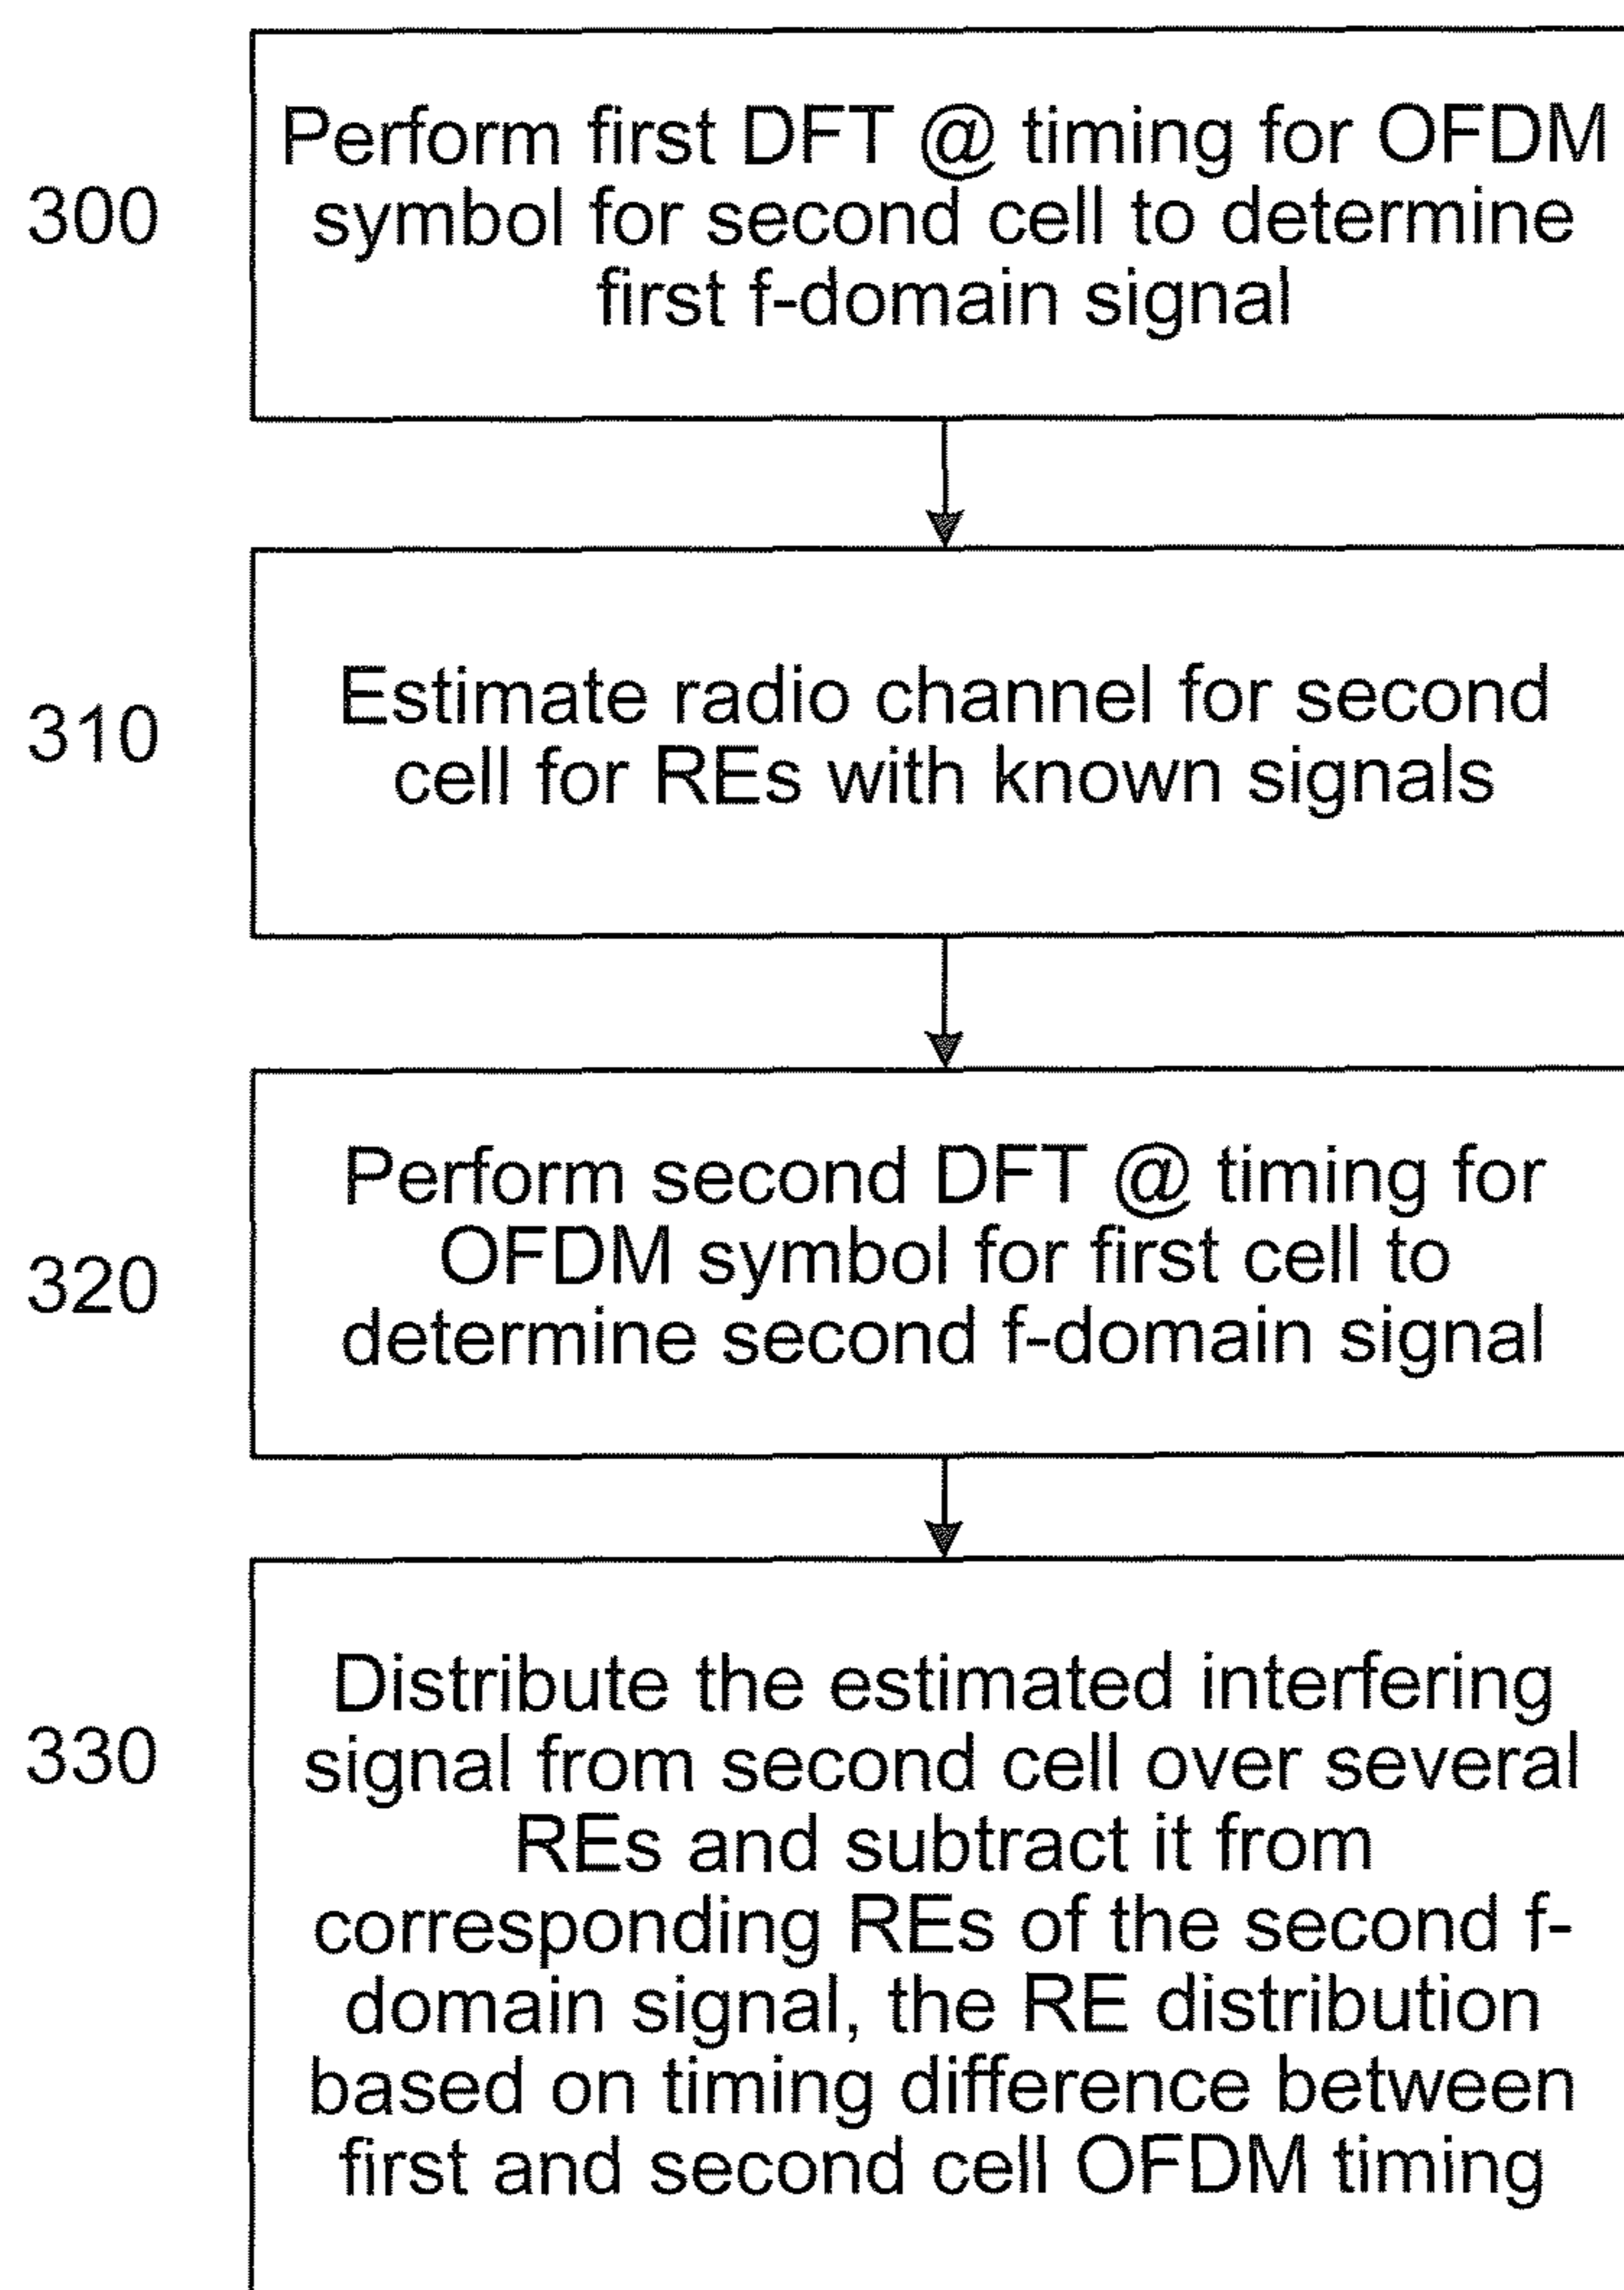 300
Perform first DFT @ timing for OFDM
symbol for second cell to determine
first f-domain signal
310
Estimate radio channel for second
cell for REs with known signals
320
Perform second DFT @ timing for
OFDM symbol for first cell to
determine second f-domain signal
330
Distribute the estimated interfering
signal from second cell over several
REs and subtract it from
corresponding REs of the second f-
domain signal, the RE distribution
based on timing difference between
first and second cell OFDM timing